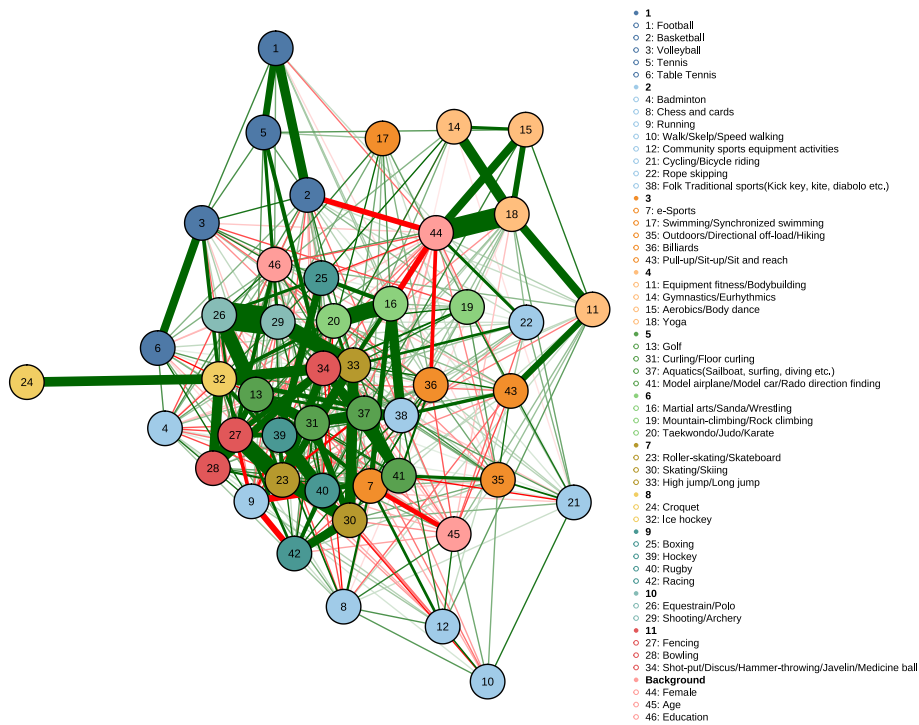 1
5
17
14
15
2
18
3
44
46
25
16
19
11
26
29
20
22
6
34
33
24
32
13
36
43
4
31
37
38
27
39
28
23
40
7
41
35
9
30
21
42
45
8
12
10
1
1: Football
2: Basketball
3: Volleyball
5: Tennis
6: Table Tennis
2
4: Badminton
8: Chess and cards
9: Running
10: Walk/Skelp/Speed walking
12: Community sports equipment activities
21: Cycling/Bicycle riding
22: Rope skipping
38: Folk Traditional sports(Kick key, kite, diabolo etc.)
3
7: e-Sports
17: Swimming/Synchronized swimming
35: Outdoors/Directional off-load/Hiking
36: Billiards
43: Pull-up/Sit-up/Sit and reach
4
11: Equipment fitness/Bodybuilding
14: Gymnastics/Eurhythmics
15: Aerobics/Body dance
18: Yoga
5
13: Golf
31: Curling/Floor curling
37: Aquatics(Sailboat, surfing, diving etc.)
41: Model airplane/Model car/Rado direction finding
6
16: Martial arts/Sanda/Wrestling
19: Mountain-climbing/Rock climbing
20: Taekwondo/Judo/Karate
7
23: Roller-skating/Skateboard
30: Skating/Skiing
33: High jump/Long jump
8
24: Croquet
32: Ice hockey
9
25: Boxing
39: Hockey
40: Rugby
42: Racing
10
26: Equestrain/Polo
29: Shooting/Archery
11
27: Fencing
28: Bowling
34: Shot-put/Discus/Hammer-throwing/Javelin/Medicine ball
Background
44: Female
45: Age
46: Education